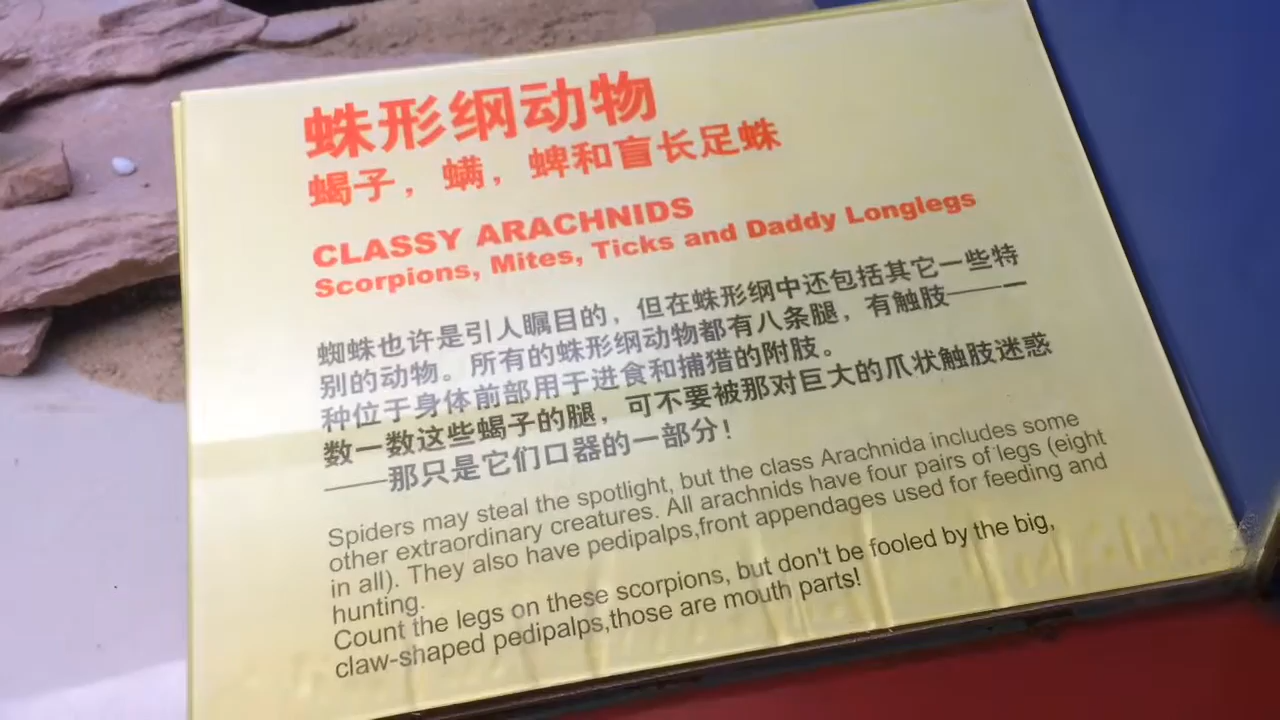 蛛形纲动物
蝎子，螨，蜱和盲长足蛛
CLASSY ARACHNIDS
Scorpions, Mites, Ticks and Daddy Longlegs
蜘蛛也许是引人瞩目的，但在蛛形纲中还包括其它一些特
别的动物。所有的蛛形纲动物都有八条腿，有触肢——一
种位于身体前部用于进食和捕猎的附肢。
数一数这些蝎子的腿，可不要被那对巨大的爪状触肢迷惑
——那只是它们口器的一部分！
Spiders may steal the spotlight, but the class Arachnida includes some
other extraordinary creatures. All arachnids have four pairs of legs (eight
in all). They also have pedipalps,front appendages used for feeding and
hunting.
Count the legs on these scorpions, but don't be fooled by the big,
claw-shaped pedipalps,those are mouth parts!